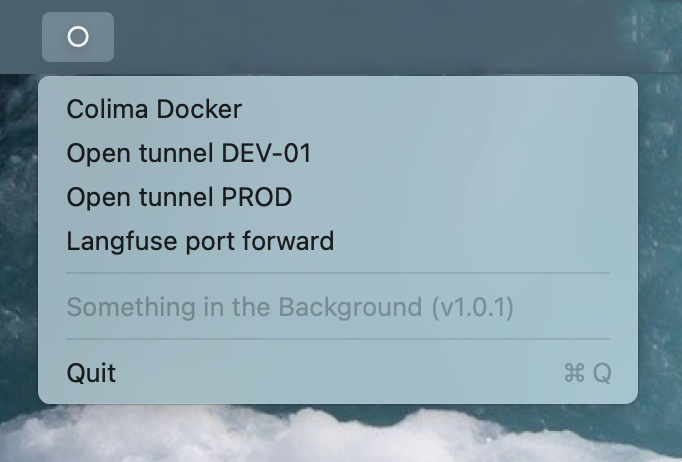 Colima Docker
Open tunnel DEV-01
Open tunnel PROD
Langfuse port forward
Something in the Background (v1.0.1)
Quit ⌘ Q